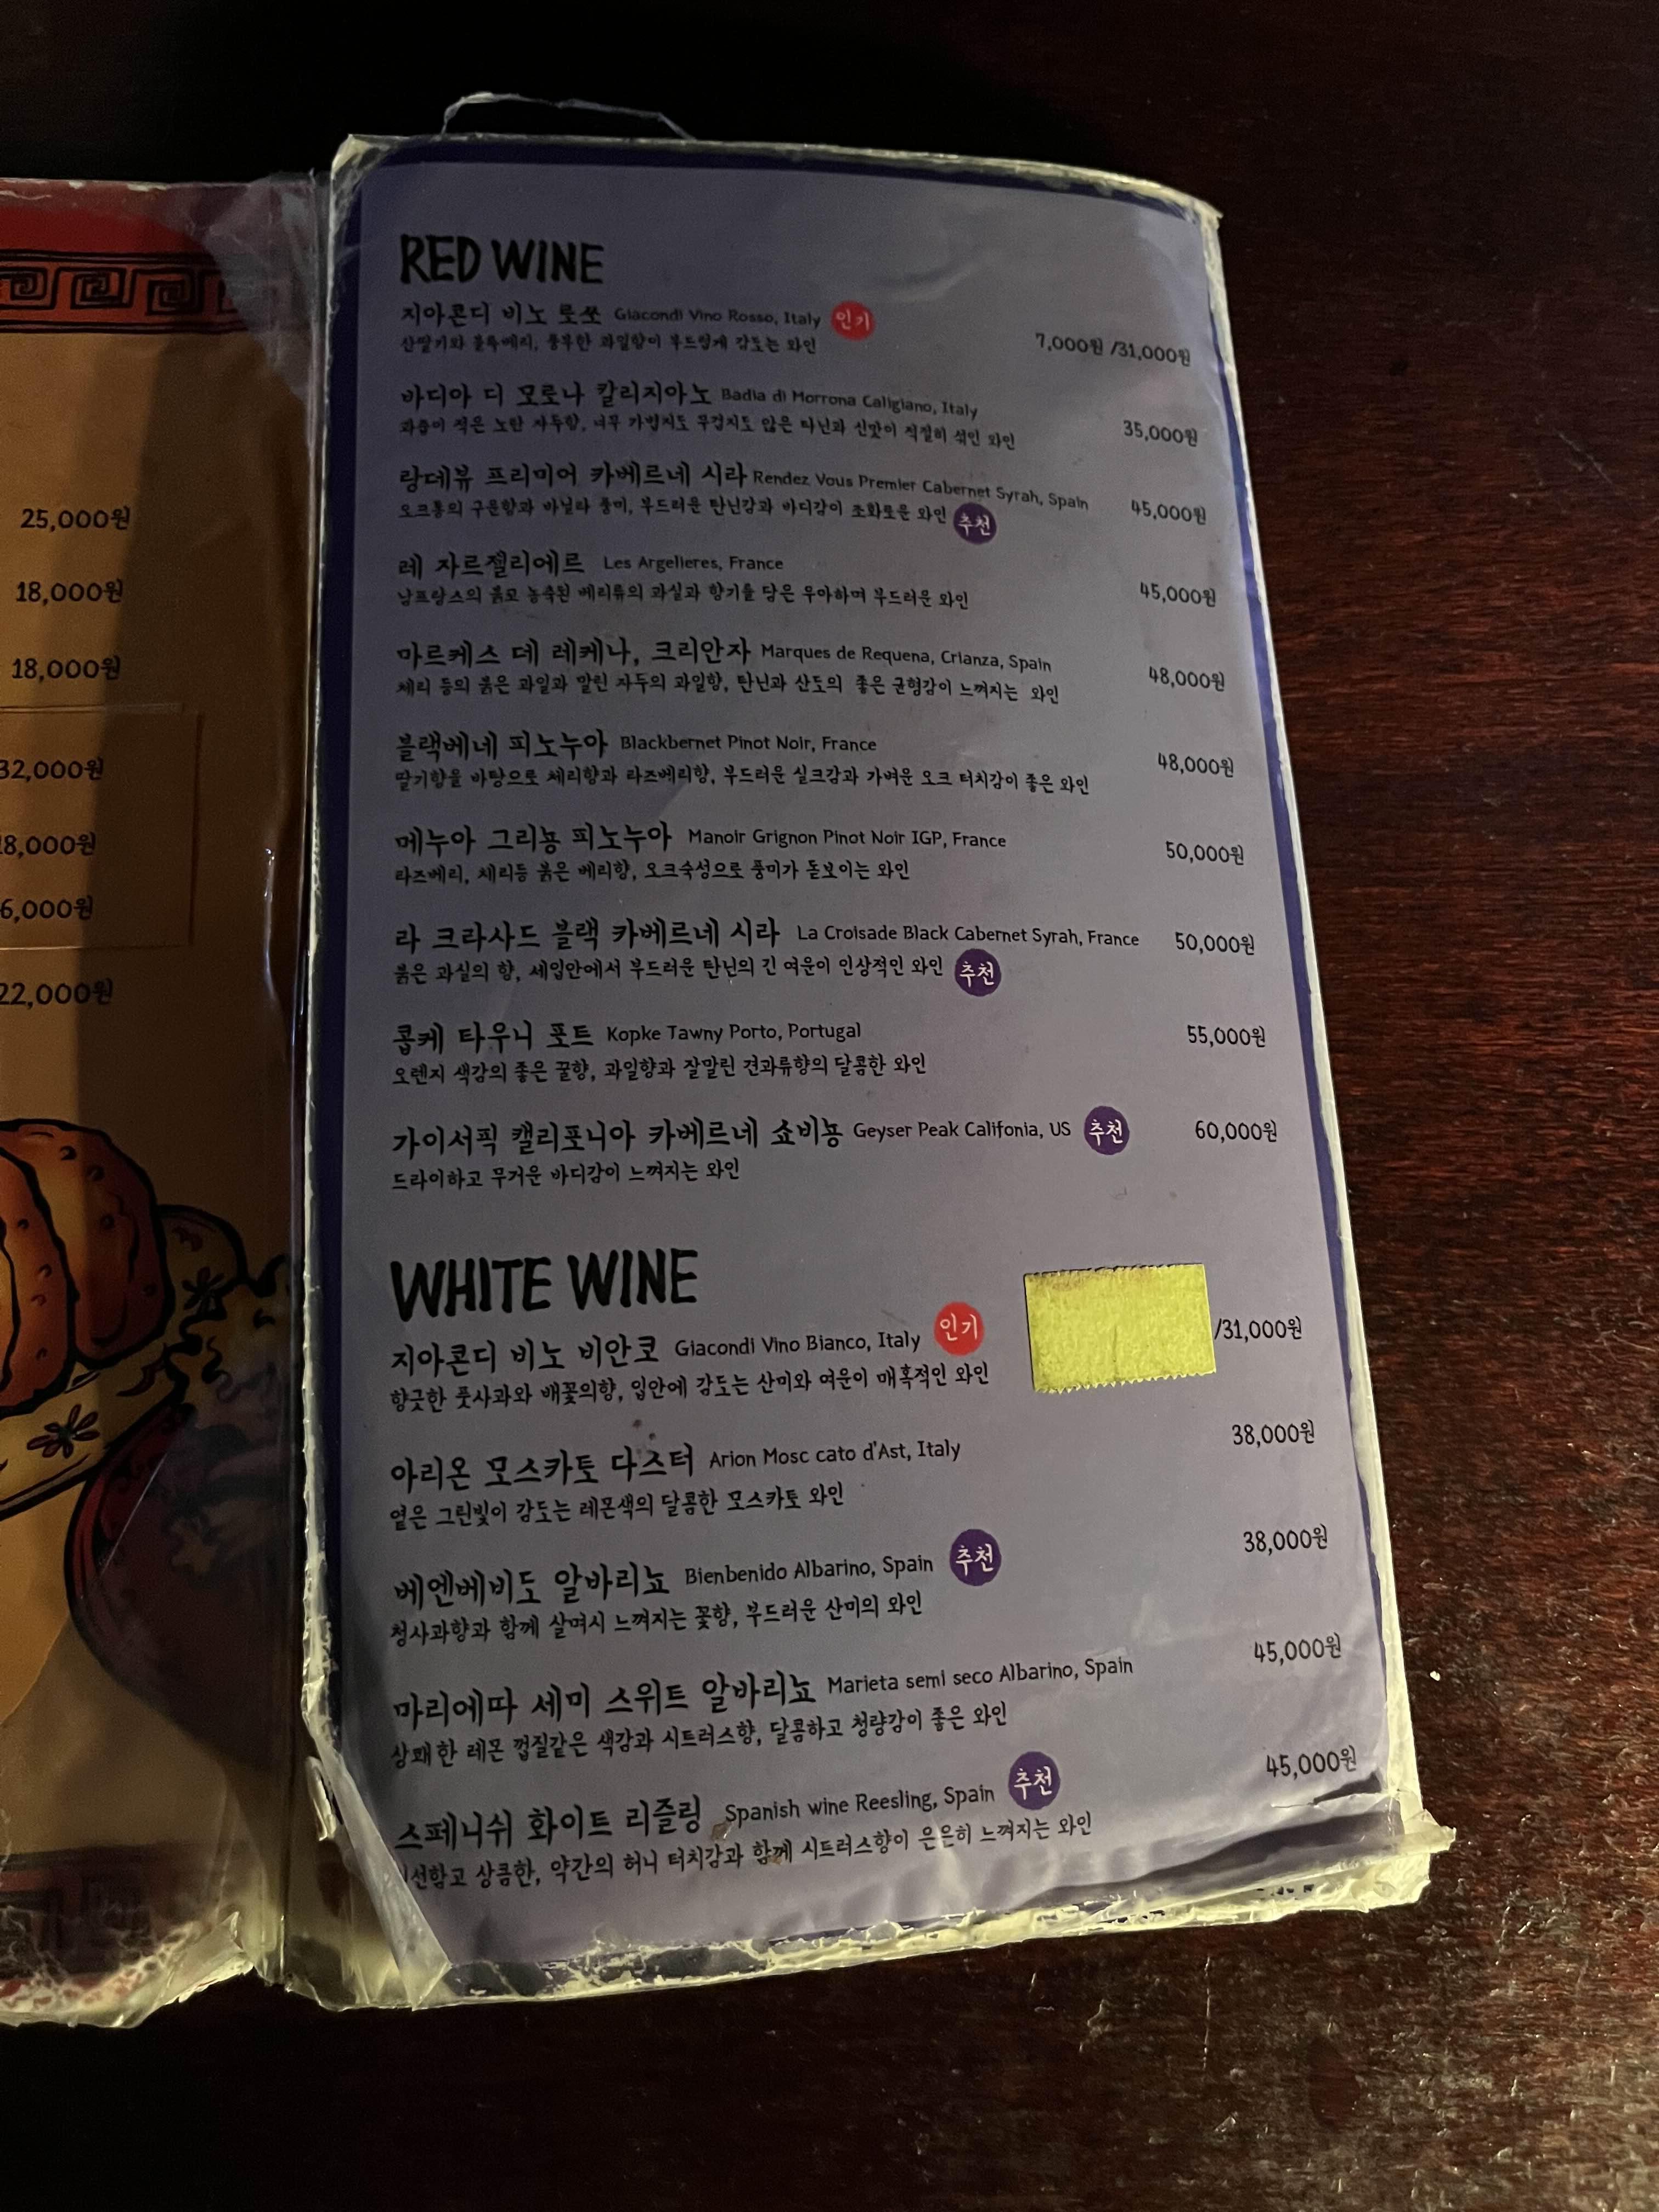 25,000원
18,000원
18,000원
32,000원
8,000원
6,000원
22,000원
RED WINE
지아콘디 비노 로쏘 Giacondi Vino Rosso, Italy 인기
산딸기와 블루베리, 풍부한 과일향이 부드럽게 감도는 와인
7,000원 /31,000원
바디아 디 모로나 칼리지아노 Badia di Morrona Caligiano, Italy
과즙이 적은 노란 자두향, 너무 가볍지도 무겁지도 않은 타닌과 신맛이 적절히 섞인 와인
35,000원
랑데뷰 프리미어 카베르네 시라 Rendez Vous Premier Cabernet Syrah, Spain
45,000원
오크통의 구운향과 바닐라 풍미, 부드러운 탄닌감과 바디감이 조화로운 와인 추천
레 자르젤리에르 Les Argelieres, France
남프랑스의 붉고 농축된 베리류의 과실과 향기를 담은 우아하며 부드러운 와인
45,000원
마르케스 데 레케나, 크리안자 Marques de Requena, Crianza, Spain
체리 등의 붉은 과일과 말린 자두의 과일향, 탄닌과 산도의 좋은 균형감이 느껴지는 와인
48,000원
블랙베네 피노누아 Blackbernet Pinot Noir, France
딸기향을 바탕으로 체리향과 라즈베리향, 부드러운 실크감과 가벼운 오크 터치감이 좋은 와인
48,000원
메누아 그리뇽 피노누아 Manoir Grignon Pinot Noir IGP, France
라즈베리, 체리등 붉은 베리향, 오크숙성으로 풍미가 돋보이는 와인
50,000원
라 크라사드 블랙 카베르네 시라 La Croisade Black Cabernet Syrah, France
50,000원
붉은 과실의 향, 세입안에서 부드러운 탄닌의 긴 여운이 인상적인 와인 추천
콥케 타우니 포트 Kopke Tawny Porto, Portugal
55,000원
오렌지 색감의 좋은 꿀향, 과일향과 잘말린 견과류향의 달콤한 와인
가이서픽 캘리포니아 카베르네 쇼비뇽 Geyser Peak Califonia, US 추천
60,000원
드라이하고 무거운 바디감이 느껴지는 와인
WHITE WINE
지아콘디 비노 비안코 Giacondi Vino Bianco, Italy 인기
/31,000원
향긋한 풋사과와 배꽃의향, 입안에 감도는 산미와 여운이 매혹적인 와인
아리온 모스카토 다스터 Arion Mosc cato d'Ast, Italy
38,000원
옅은 그린빛이 감도는 레몬색의 달콤한 모스카토 와인
베엔베비도 알바리뇨 Bienbenido Albarino, Spain 추천
38,000원
청사과향과 함께 살며시 느껴지는 꽃향, 부드러운 산미의 와인
마리에따 세미 스위트 알바리뇨 Marieta semi seco Albarino, Spain
45,000원
상쾌한 레몬 껍질같은 색감과 시트러스향, 달콤하고 청량감이 좋은 와인
스페니쉬 화이트 리즐링 Spanish wine Reesling, Spain 추천
45,000원
상큼한, 약간의 허니 터치감과 함께 시트러스향이 은은히 느껴지는 와인